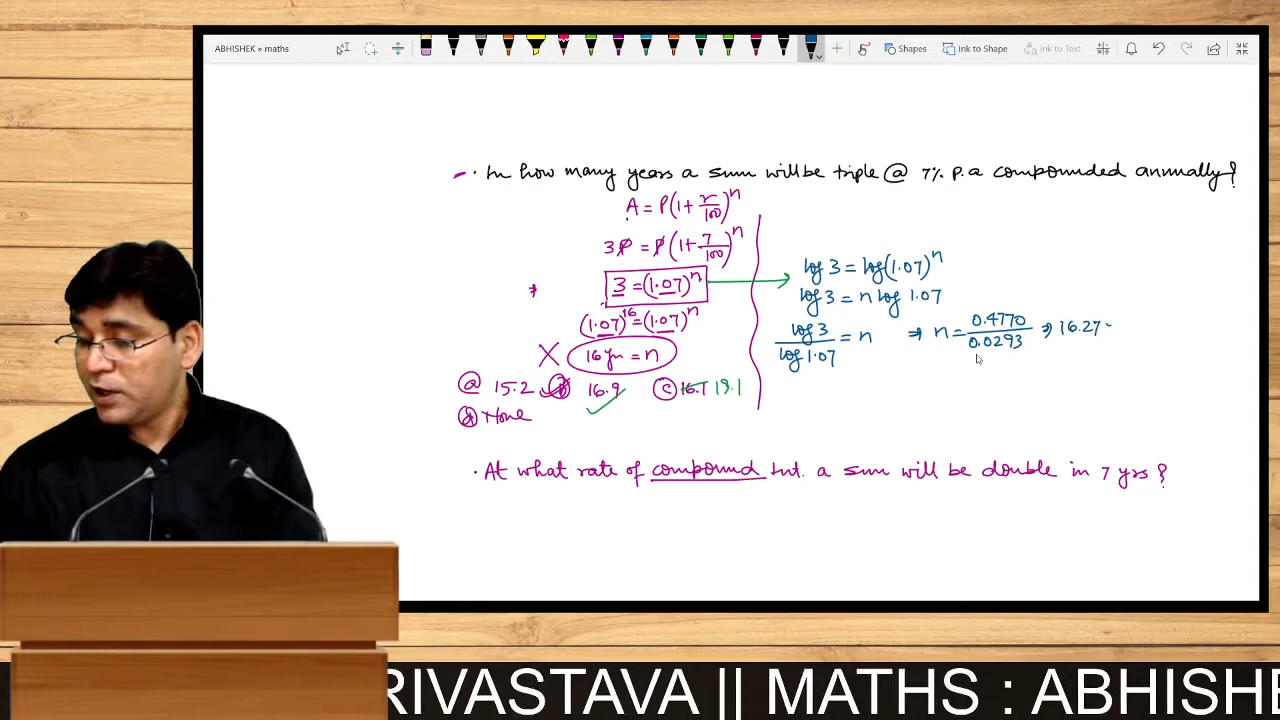 ABHISHEK » maths
Shapes
Ink to Shape
Ink to Text
- · In how many years a sum will be triple @ 7% p.a compounded annually?
A = P(1+r/100)^n
3P = P(1+7/100)^n
3 = (1.07)^n
(1.07)^16 = (1.07)^n
X 16 yrs = n
(a) 15.2 (b) 16.9 (c) 16.1 19.1
(d) None
log 3 = log(1.07)^n
log 3 = n log 1.07
log 3 / log 1.07 = n ⇒ n = 0.4770 / 0.0293 ⇒ 16.27
· At what rate of compound Int. a sum will be double in 7 yrs?
RIVASTAVA || MATHS : ABHISHE